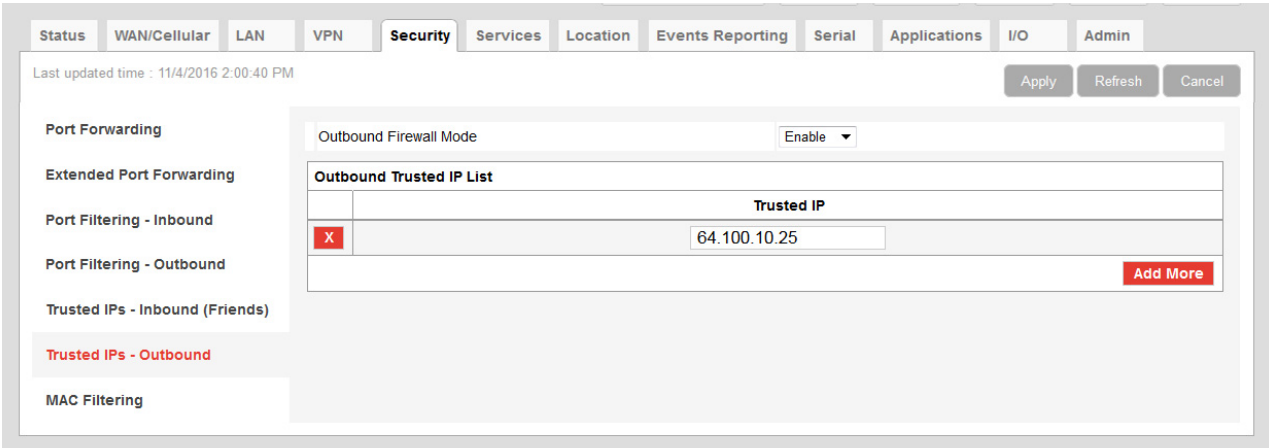 Status WAN/Cellular LAN VPN Security Services Location Events Reporting Serial Applications I/O Admin
Last updated time : 11/4/2016 2:00:40 PM
Apply Refresh Cancel
Port Forwarding
Extended Port Forwarding
Port Filtering - Inbound
Port Filtering - Outbound
Trusted IPs - Inbound (Friends)
Trusted IPs - Outbound
MAC Filtering
Outbound Firewall Mode Enable
Outbound Trusted IP List
Trusted IP
X 64.100.10.25
Add More